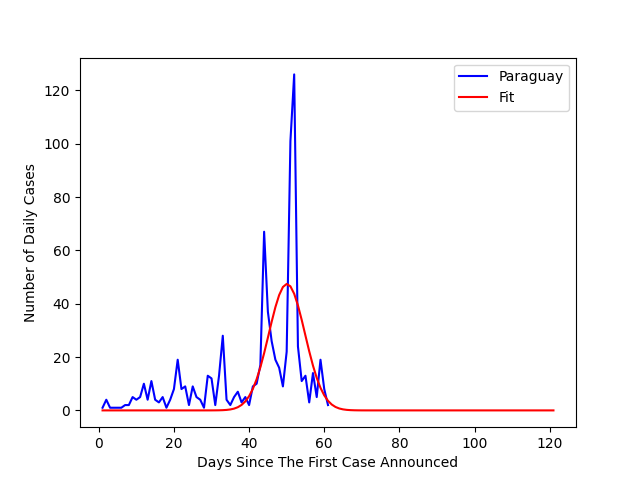 Paraguay
Fit
120
100
80
60
40
20
0
Number of Daily Cases
0 20 40 60 80 100 120
Days Since The First Case Announced